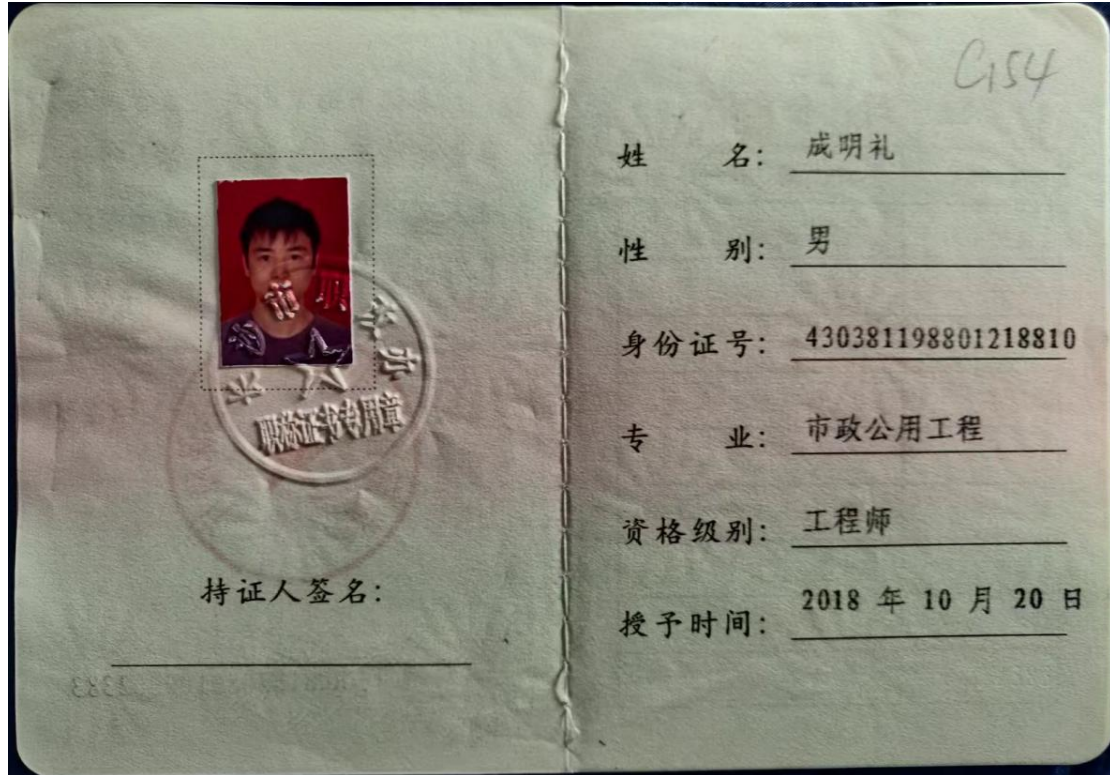 职称证书专用章
持证人签名:
C154
姓 名: 成明礼
性 别: 男
身份证号: 430381198801218810
专 业: 市政公用工程
资格级别: 工程师
授予时间: 2018 年 10 月 20 日